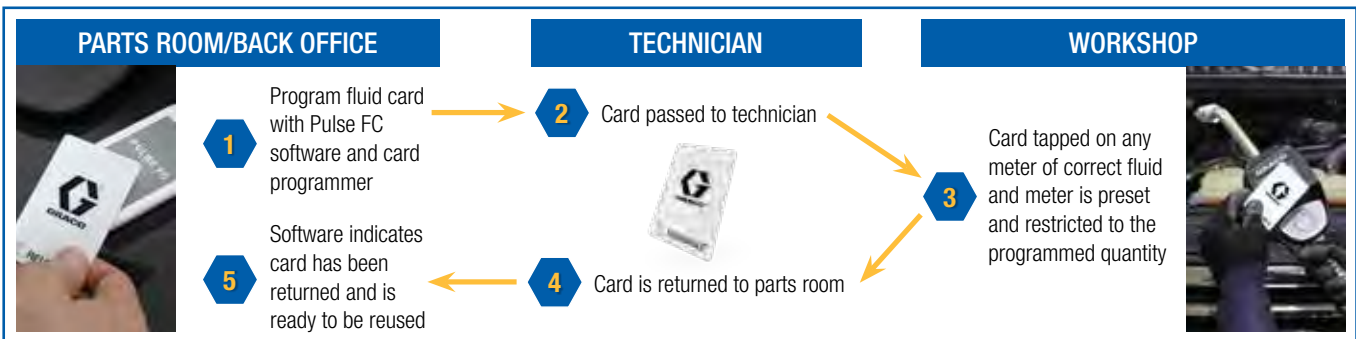 PARTS ROOM/BACK OFFICE
TECHNICIAN
WORKSHOP
1
Program fluid card
with Pulse FC
software and card
programmer
2
Card passed to technician
3
Card tapped on any
meter of correct fluid
and meter is preset
and restricted to the
programmed quantity
4
Card is returned to parts room
5
Software indicates
card has been
returned and is
ready to be reused
GRACO
GRACO